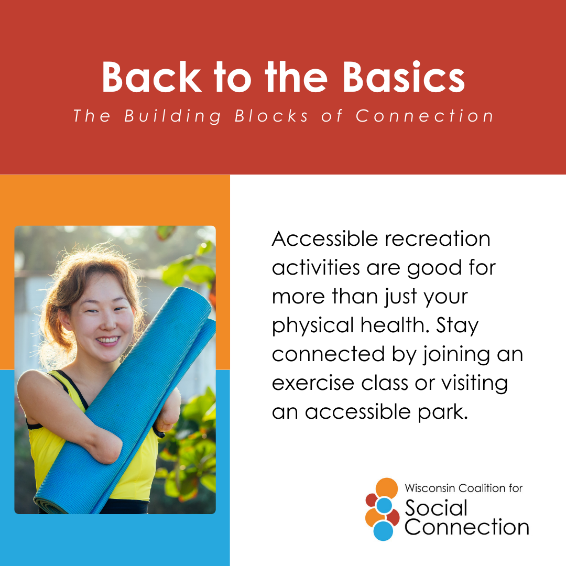 Back to the Basics
The Building Blocks of Connection
Accessible recreation
activities are good for
more than just your
physical health. Stay
connected by joining an
exercise class or visiting
an accessible park.
Wisconsin Coalition for
Social
Connection